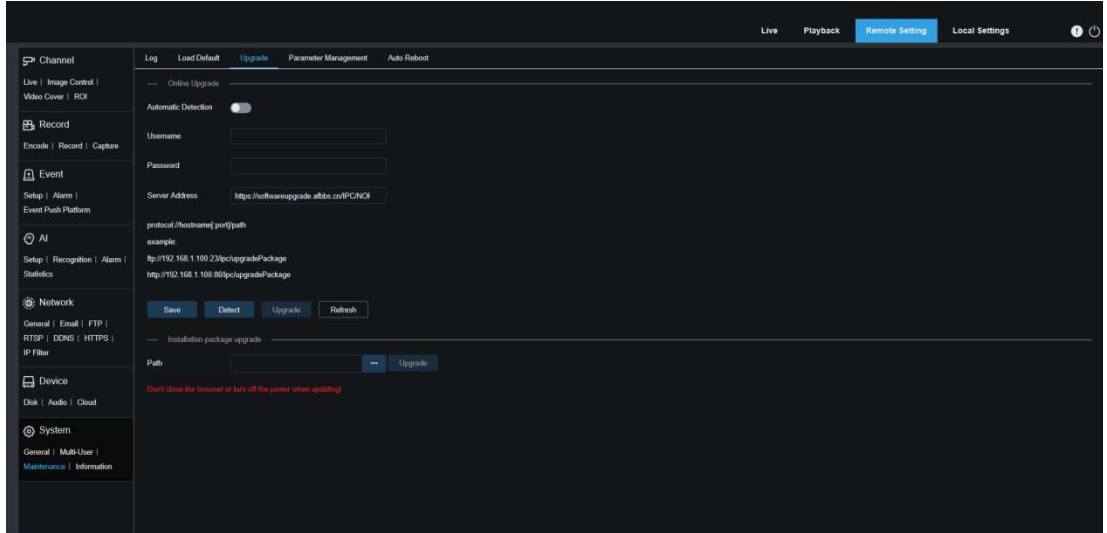 Live Playback Remote Setting Local Settings
Channel
Live | Image Control |
Video Cover | ROI
Record
Encode | Record | Capture
Event
Setup | Alarm |
Event Push Platform
AI
Setup | Recognition | Alarm |
Statistics
Network
General | Email | FTP |
RTSP | DDNS | HTTPS |
IP Filter
Device
Disk | Audio | Cloud
System
General | Multi-User |
Maintenance | Information
Log Load Default Upgrade Parameter Management Auto Reboot
Online Upgrade
Automatic Detection
Username
Password
Server Address https://softwareupgrade.afbbs.cn/IPC/NOF
protocol://hostname[:port]/path
example:
ftp://192.168.1.100:23/ipc/upgradePackage
http://192.168.1.100:80/ipc/upgradePackage
Save Detect Upgrade Refresh
Installation package upgrade
Path ... Upgrade
Don't close the browser or turn off the power when updating!